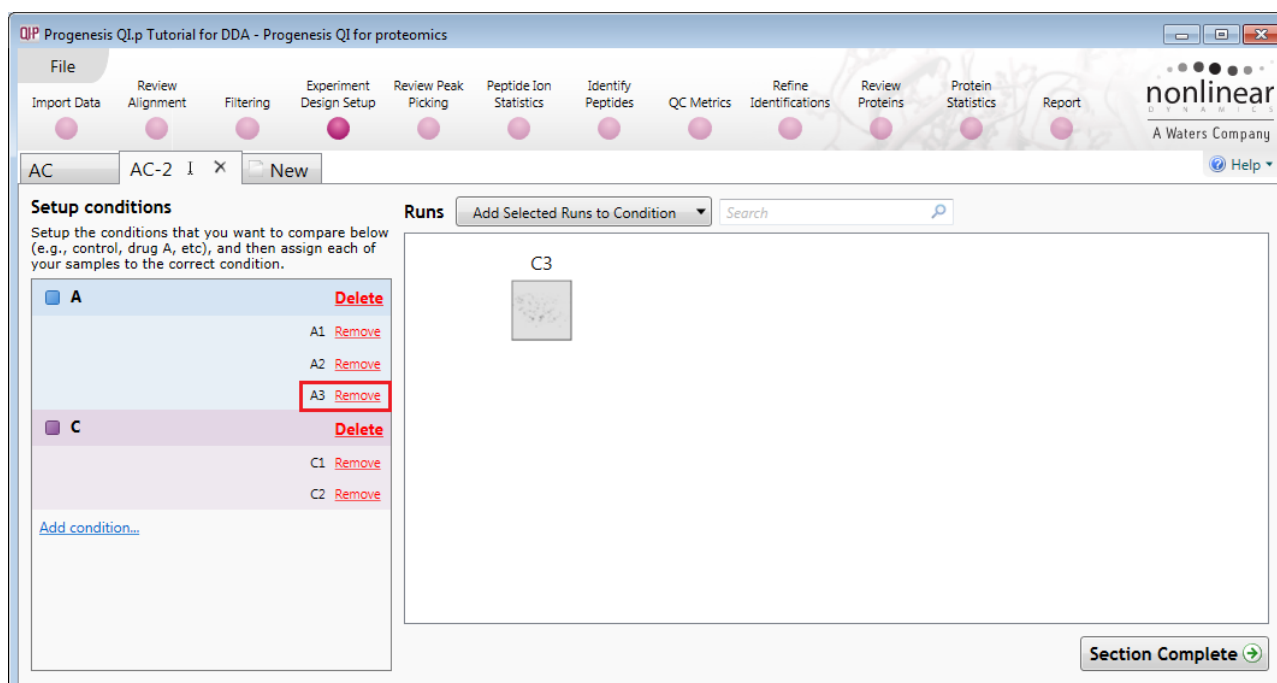 QIP Progenesis QI.p Tutorial for DDA - Progenesis QI for proteomics
File
Import Data
Review Alignment
Filtering
Experiment Design Setup
Review Peak Picking
Peptide Ion Statistics
Identify Peptides
QC Metrics
Refine Identifications
Review Proteins
Protein Statistics
Report
nonlinear
DYNAMICS
A Waters Company
AC
AC-2
New
Help
Setup conditions
Setup the conditions that you want to compare below
(e.g., control, drug A, etc), and then assign each of
your samples to the correct condition.
A Delete
A1 Remove
A2 Remove
A3 Remove
C Delete
C1 Remove
C2 Remove
Add condition...
Runs
Add Selected Runs to Condition
Search
C3
Section Complete